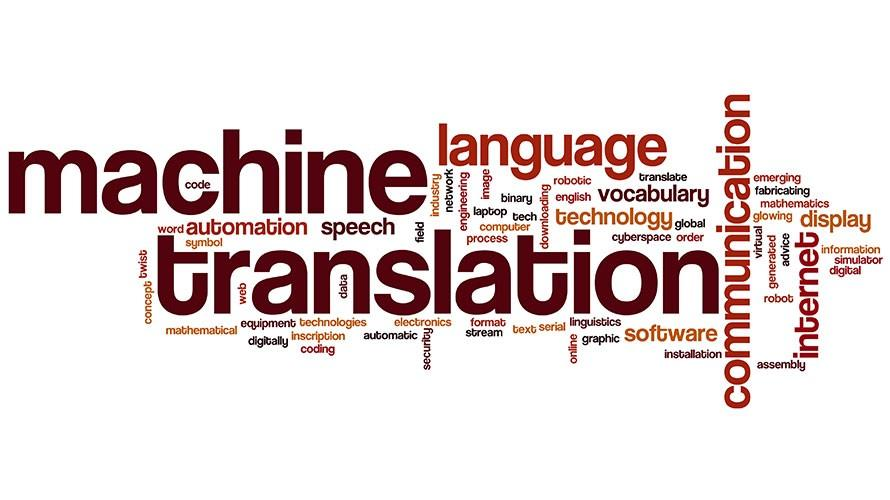 machine
language
communication
translation
code
industry
network
engineering
image
laptop
binary
tech
computer
process
downloading
robotic
english
translate
vocabulary
technology
global
cyberspace
order
emerging
fabricating
mathematics
glowing
display
virtual
generated
advice
internet
information
simulator
digital
robot
assembly
word
automation
speech
field
symbol
twist
concept
web
data
mathematical
equipment
technologies
digitally
inscription
coding
electronics
automatic
security
format
stream
text
serial
linguistics
online
graphic
software
installation